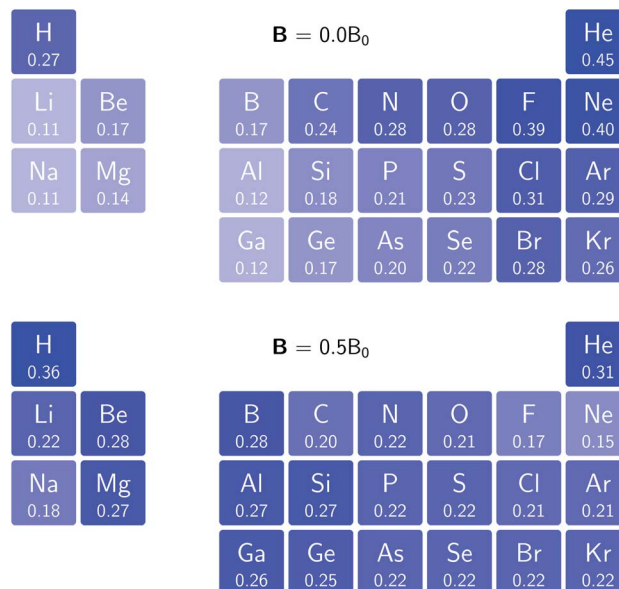 H B = 0.0B₀ He
0.27 0.45
Li Be B C N O F Ne
0.11 0.17 0.17 0.24 0.28 0.28 0.39 0.40
Na Mg Al Si P S Cl Ar
0.11 0.14 0.12 0.18 0.21 0.23 0.31 0.29
Ga Ge As Se Br Kr
0.12 0.17 0.20 0.22 0.28 0.26
H B = 0.5B₀ He
0.36 0.31
Li Be B C N O F Ne
0.22 0.28 0.28 0.20 0.22 0.21 0.17 0.15
Na Mg Al Si P S Cl Ar
0.18 0.27 0.27 0.27 0.22 0.22 0.21 0.21
Ga Ge As Se Br Kr
0.26 0.25 0.22 0.22 0.22 0.22